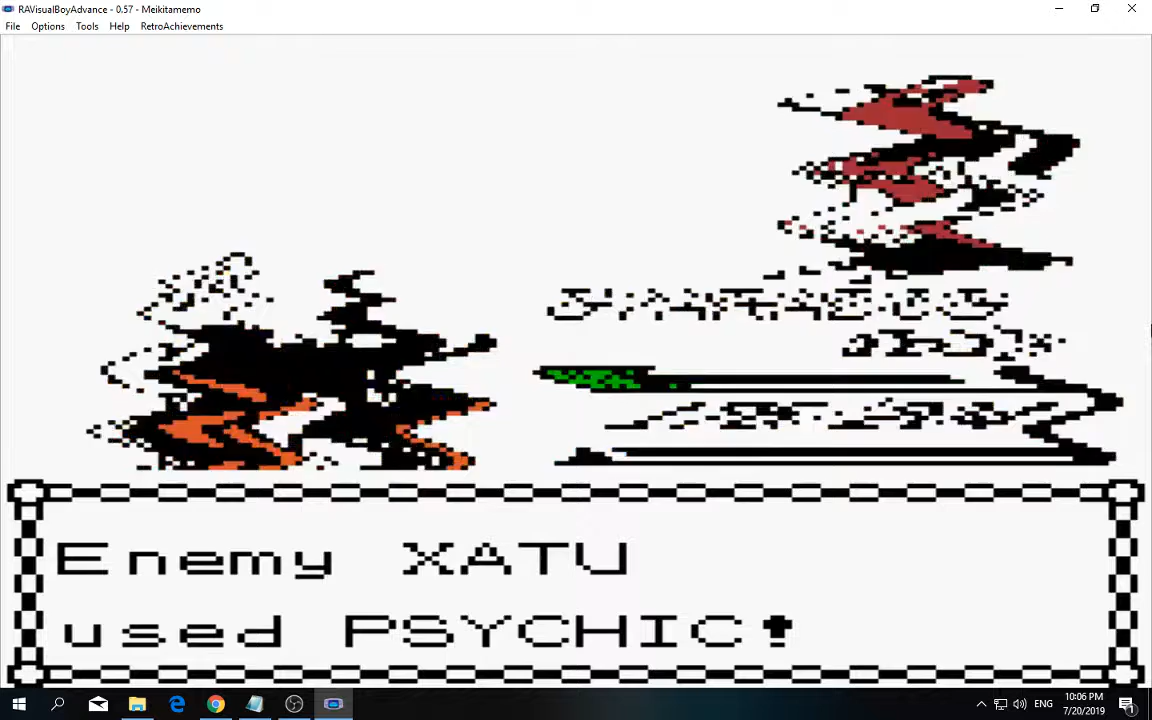 RAVisualBoyAdvance - 0.57 - Meikitamemo
File Options Tools Help RetroAchievements
Enemy XATU
used PSYCHIC!
10:06 PM
ENG
7/20/2019
1